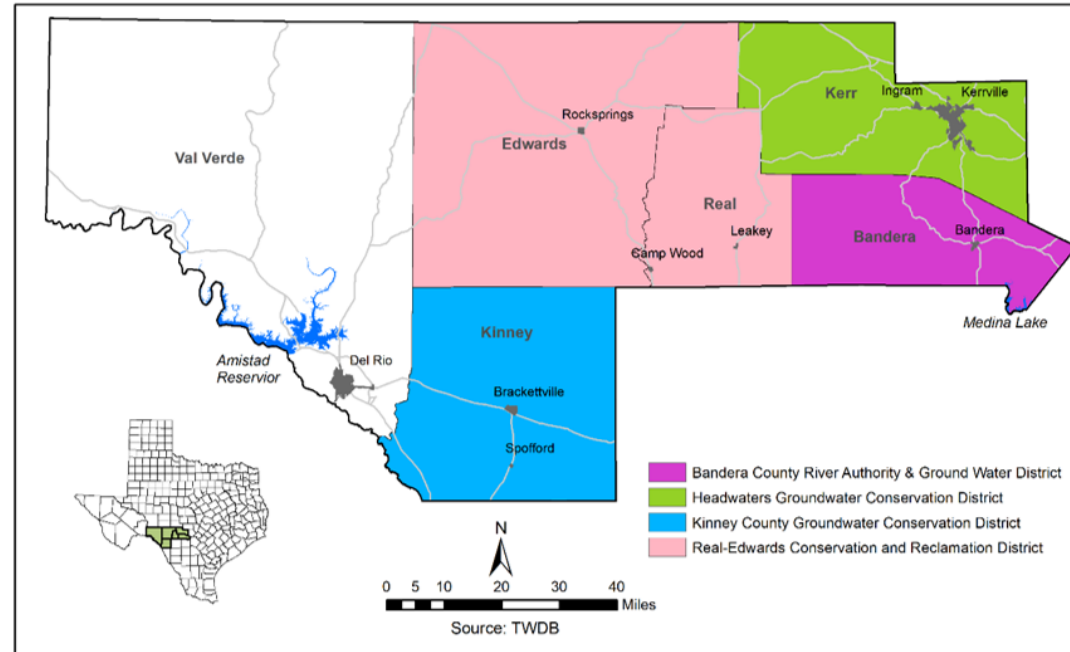 Ingram
Kerrville
Kerr
Rocksprings
Edwards
Val Verde
Real
Leakey
Bandera
Bandera
Camp Wood
Medina Lake
Kinney
Amistad
Reservior
Del Rio
Brackettville
Spofford
Bandera County River Authority & Ground Water District
Headwaters Groundwater Conservation District
Kinney County Groundwater Conservation District
Real-Edwards Conservation and Reclamation District
N
0 5 10 20 30 40
Miles
Source: TWDB